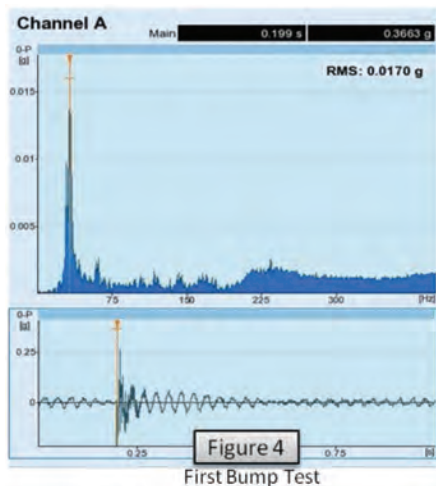 Channel A
Main 0.199 s 0.3663 g
0-P
[g]
RMS: 0.0170 g
0.015
0.01
0.005
75 150 225 300 [Hz]
0-P
[g]
0.25
0
0.25 0.75 [s]
Figure 4
First Bump Test